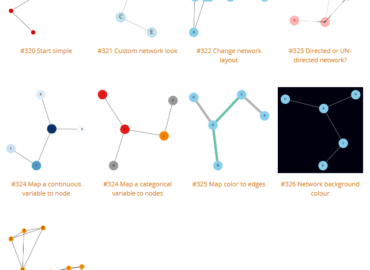 #320 Start simple
#321 Custom network look
#322 Change network
layout
#323 Directed or UN-
directed network?
#324 Map a continuous
variable to node
#324 Map a categorical
variable to nodes
#325 Map color to edges
#326 Network background
colour